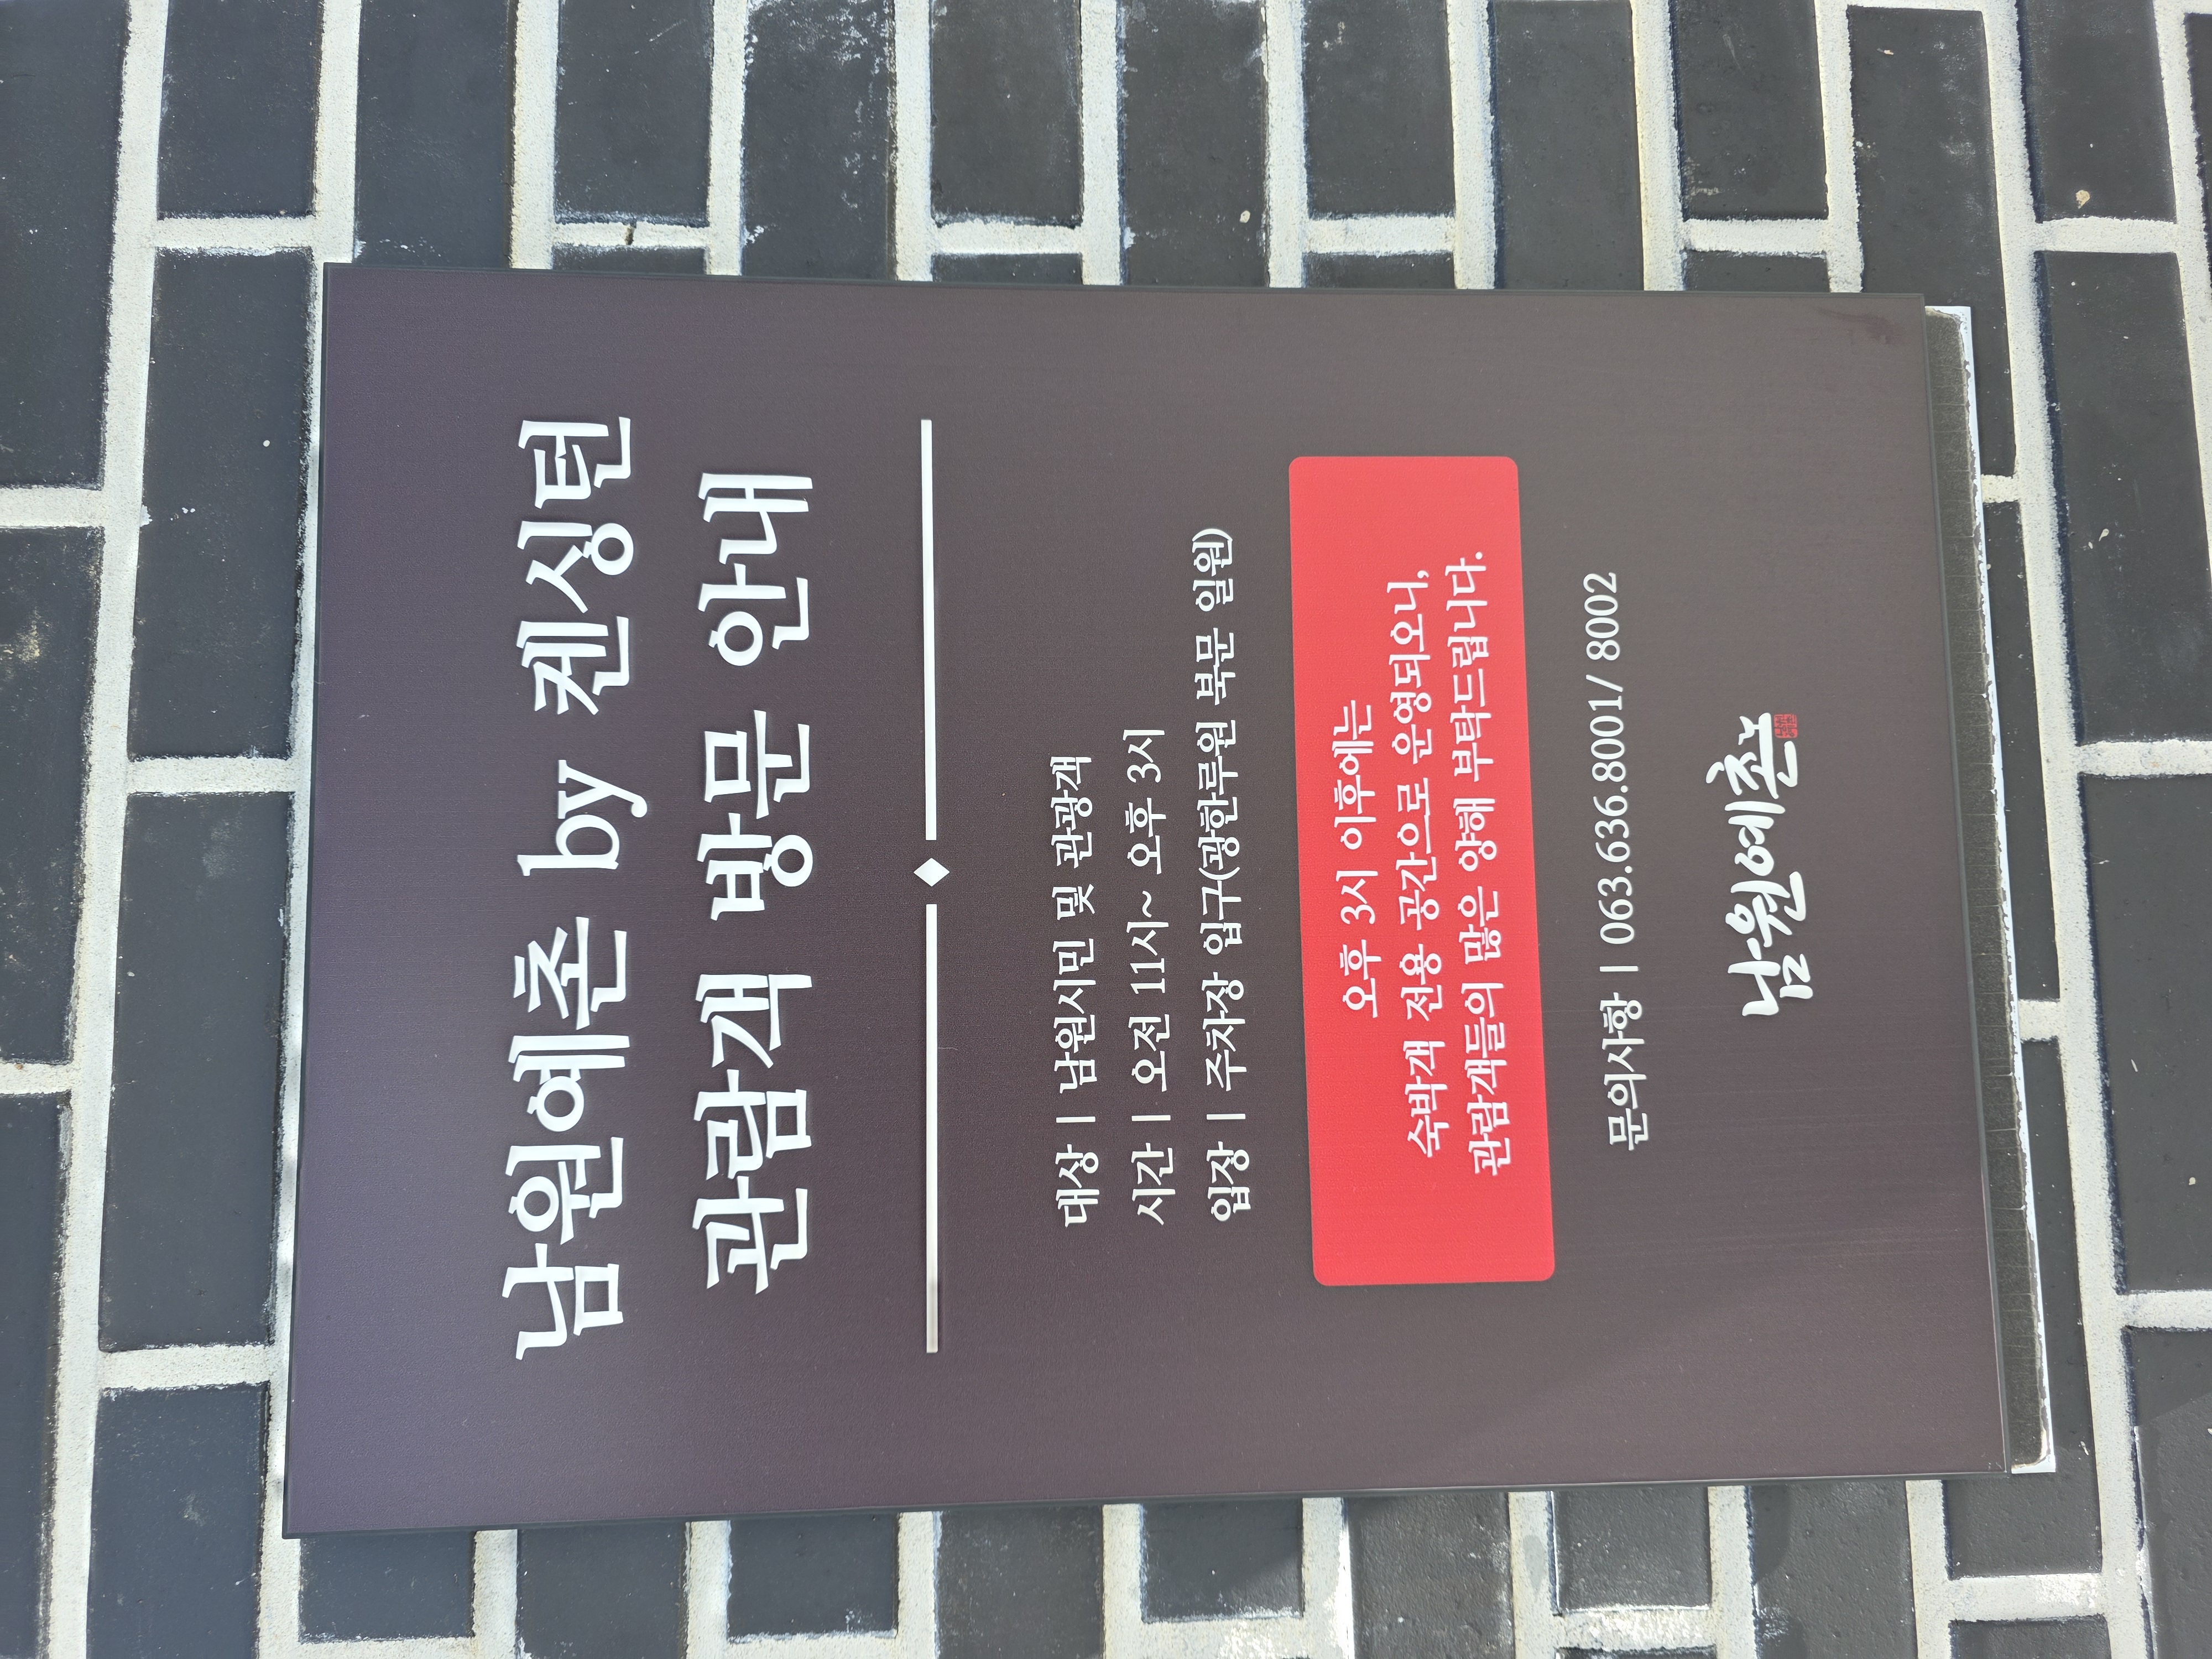 남원예촌 by 켄싱턴
관람객 방문 안내
대상 | 남원시민 및 관광객
시간 | 오전 11시~ 오후 3시
입장 | 주차장 입구(광한루원 북문 일원)
오후 3시 이후에는
숙박객 전용 공간으로 운영되오니,
관람객들의 많은 양해 부탁드립니다.
문의사항 | 063.636.8001/ 8002
남원예촌